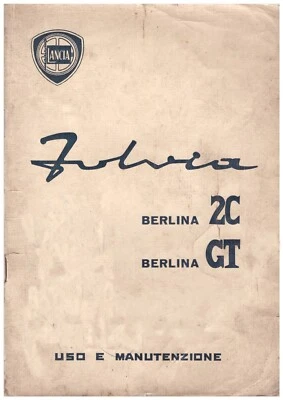 LANCIA
Fulvia
BERLINA 2C
BERLINA GT
USO E MANUTENZIONE